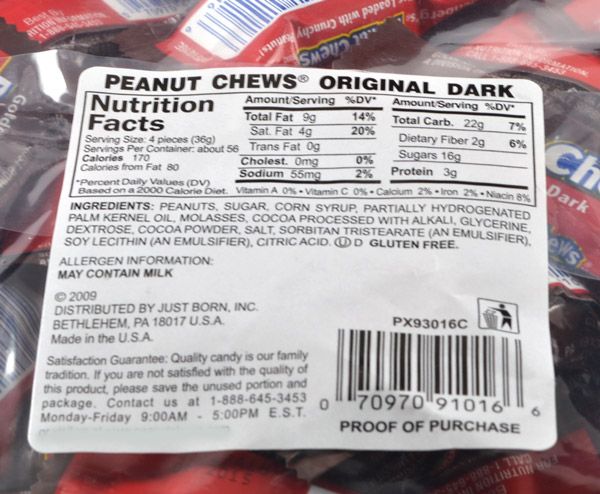 Loaded with Crunchy Peanuts
PEANUT CHEWS® ORIGINAL DARK
Nutrition
Facts
Serving Size: 4 pieces (36g)
Servings Per Container: about 56
Calories 170
Calories from Fat 80
*Percent Daily Values (DV)
Based on a 2000 Calorie Diet.
Amount/Serving %DV*
Total Fat 9g 14%
Sat. Fat 4g 20%
Trans Fat 0g
Cholest. 0mg 0%
Sodium 55mg 2%
Amount/Serving %DV*
Total Carb. 22g 7%
Dietary Fiber 2g 6%
Sugars 16g
Protein 3g
Vitamin A 0% • Vitamin C 0% • Calcium 2% • Iron 2% • Niacin 8%
INGREDIENTS: PEANUTS, SUGAR, CORN SYRUP, PARTIALLY HYDROGENATED
PALM KERNEL OIL, MOLASSES, COCOA PROCESSED WITH ALKALI, GLYCERINE,
DEXTROSE, COCOA POWDER, SALT, SORBITAN TRISTEARATE (AN EMULSIFIER),
SOY LECITHIN (AN EMULSIFIER), CITRIC ACID. Ⓤ D GLUTEN FREE.
ALLERGEN INFORMATION:
MAY CONTAIN MILK
© 2009
DISTRIBUTED BY JUST BORN, INC.
BETHLEHEM, PA 18017 U.S.A.
Made in the U.S.A.
Satisfaction Guarantee: Quality candy is our family
tradition. If you are not satisfied with the quality of
this product, please save the unused portion and
package. Contact us at 1-888-645-3453
Monday-Friday 9:00AM - 5:00PM E.S.T.
PX93016C
0 70970 91016 6
PROOF OF PURCHASE
Ch
Dark
ews